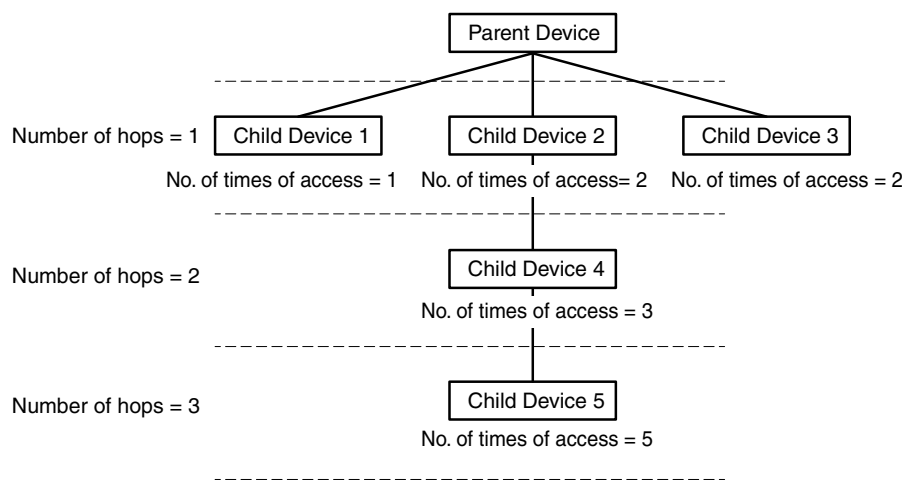 Parent Device
Number of hops = 1
Child Device 1
Child Device 2
Child Device 3
No. of times of access = 1
No. of times of access= 2
No. of times of access = 2
Number of hops = 2
Child Device 4
No. of times of access = 3
Number of hops = 3
Child Device 5
No. of times of access = 5